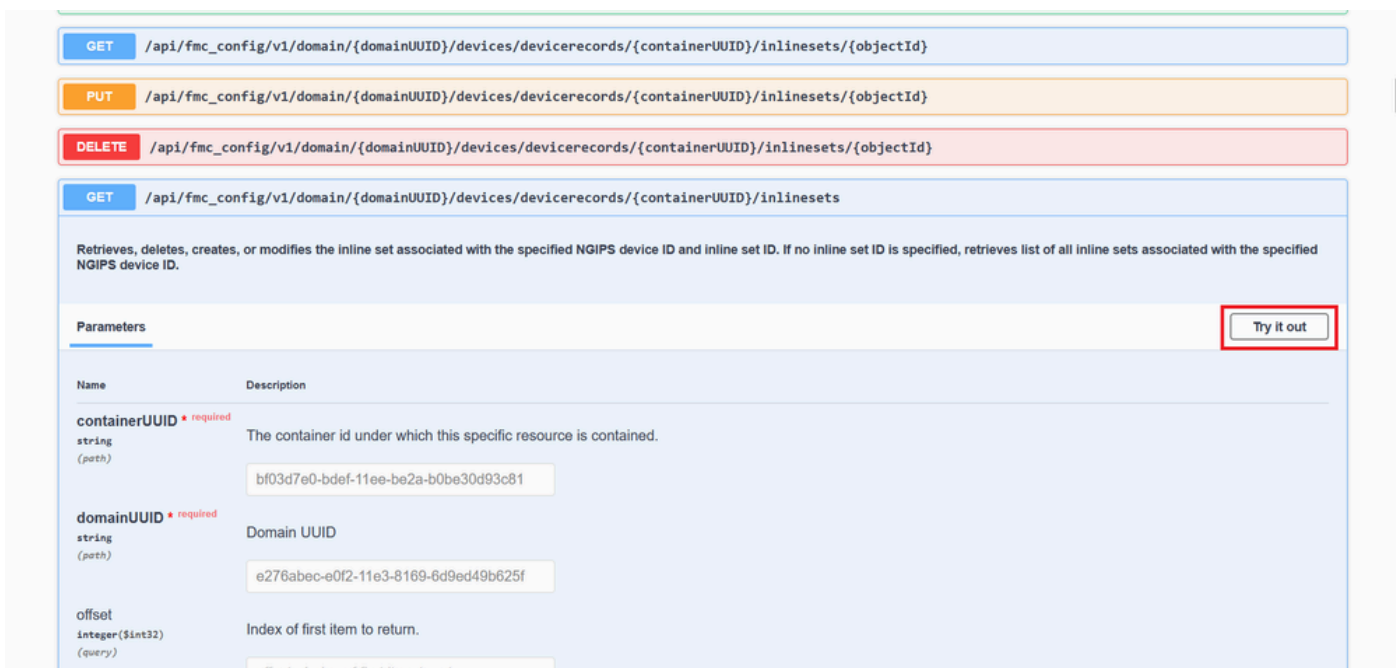 GET /api/fmc_config/v1/domain/{domainUUID}/devices/devicerecords/{containerUUID}/inlinesets/{objectId}
PUT /api/fmc_config/v1/domain/{domainUUID}/devices/devicerecords/{containerUUID}/inlinesets/{objectId}
DELETE /api/fmc_config/v1/domain/{domainUUID}/devices/devicerecords/{containerUUID}/inlinesets/{objectId}
GET /api/fmc_config/v1/domain/{domainUUID}/devices/devicerecords/{containerUUID}/inlinesets
Retrieves, deletes, creates, or modifies the inline set associated with the specified NGIPS device ID and inline set ID. If no inline set ID is specified, retrieves list of all inline sets associated with the specified
NGIPS device ID.
Parameters
Try it out
Name Description
containerUUID * required
string
(path)
The container id under which this specific resource is contained.
bf03d7e0-bdef-11ee-be2a-b0be30d93c81
domainUUID * required
string
(path)
Domain UUID
e276abec-e0f2-11e3-8169-6d9ed49b625f
offset
integer($int32)
(query)
Index of first item to return.